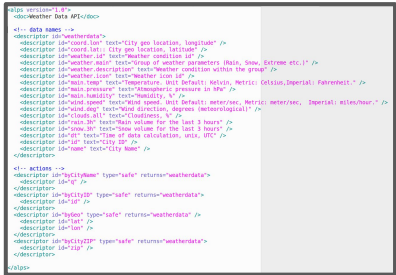 <alps version="1.0">
<doc>Weather Data API</doc>
<!-- data names -->
<descriptor id="weatherdata">
<descriptor id="coord.lon" text="City geo location, longitude" />
<descriptor id="coord.lat:: City geo location, latitude" />
<descriptor id="weather.id" text="Weather condition id" />
<descriptor id="weather.main" text="Group of weather parameters (Rain, Snow, Extreme etc.)" />
<descriptor id="weather.description" text="Weather condition within the group" />
<descriptor id="weather.icon" text="Weather icon id" />
<descriptor id="main.temp" text="Temperature. Unit Default: Kelvin, Metric: Celsius,Imperial: Fahrenheit." />
<descriptor id="main.pressure" text="Atmospheric pressure in hPa" />
<descriptor id="main.humidity" text="Humidity, %" />
<descriptor id="wind.speed" text="Wind speed. Unit Default: meter/sec, Metric: meter/sec, Imperial: miles/hour." />
<descriptor id="wind.deg" text="Wind direction, degrees (meteorological)" />
<descriptor id="clouds.all" text="Cloudiness, %" />
<descriptor id="rain.3h" text="Rain volume for the last 3 hours" />
<descriptor id="snow.3h" text="Snow volume for the last 3 hours" />
<descriptor id="dt" text="Time of data calculation, unix, UTC" />
<descriptor id="id" text="City ID" />
<descriptor id="name" text="City Name" />
</descriptor>
<!-- actions -->
<descriptor id="byCityName" type="safe" returns="weatherdata">
<descriptor id="q" />
</descriptor>
<descriptor id="byCityID" type="safe" returns="weatherdata">
<descriptor id="id" />
</descriptor>
<descriptor id="byGeo" type="safe" returns="weatherdata" />
<descriptor id="lat" />
<descriptor id="lon" />
</descriptor>
<descriptor id="byCityZIP" type="safe" returns="weatherdata">
<descriptor id="zip" />
</descriptor>
</alps>